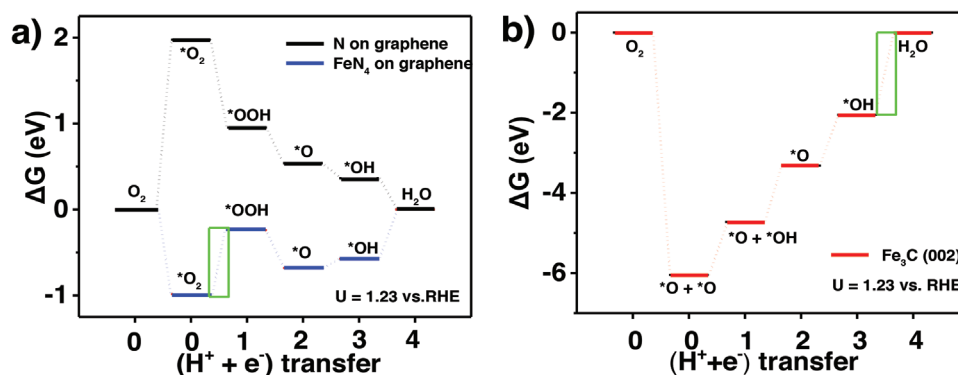 a)
ΔG (eV)
2
1
0
-1
N on graphene
FeN₄ on graphene
O₂
*O₂
*OOH
*O
*OH
H₂O
*O₂
*OOH
*O
*OH
U = 1.23 vs.RHE
0 0 1 2 3 4
(H⁺ + e⁻) transfer
b)
ΔG (eV)
0
-2
-4
-6
O₂
*O + *O
*O + *OH
*O
*OH
H₂O
Fe₃C (002)
U = 1.23 vs. RHE
0 0 1 2 3 4
(H⁺+e⁻) transfer